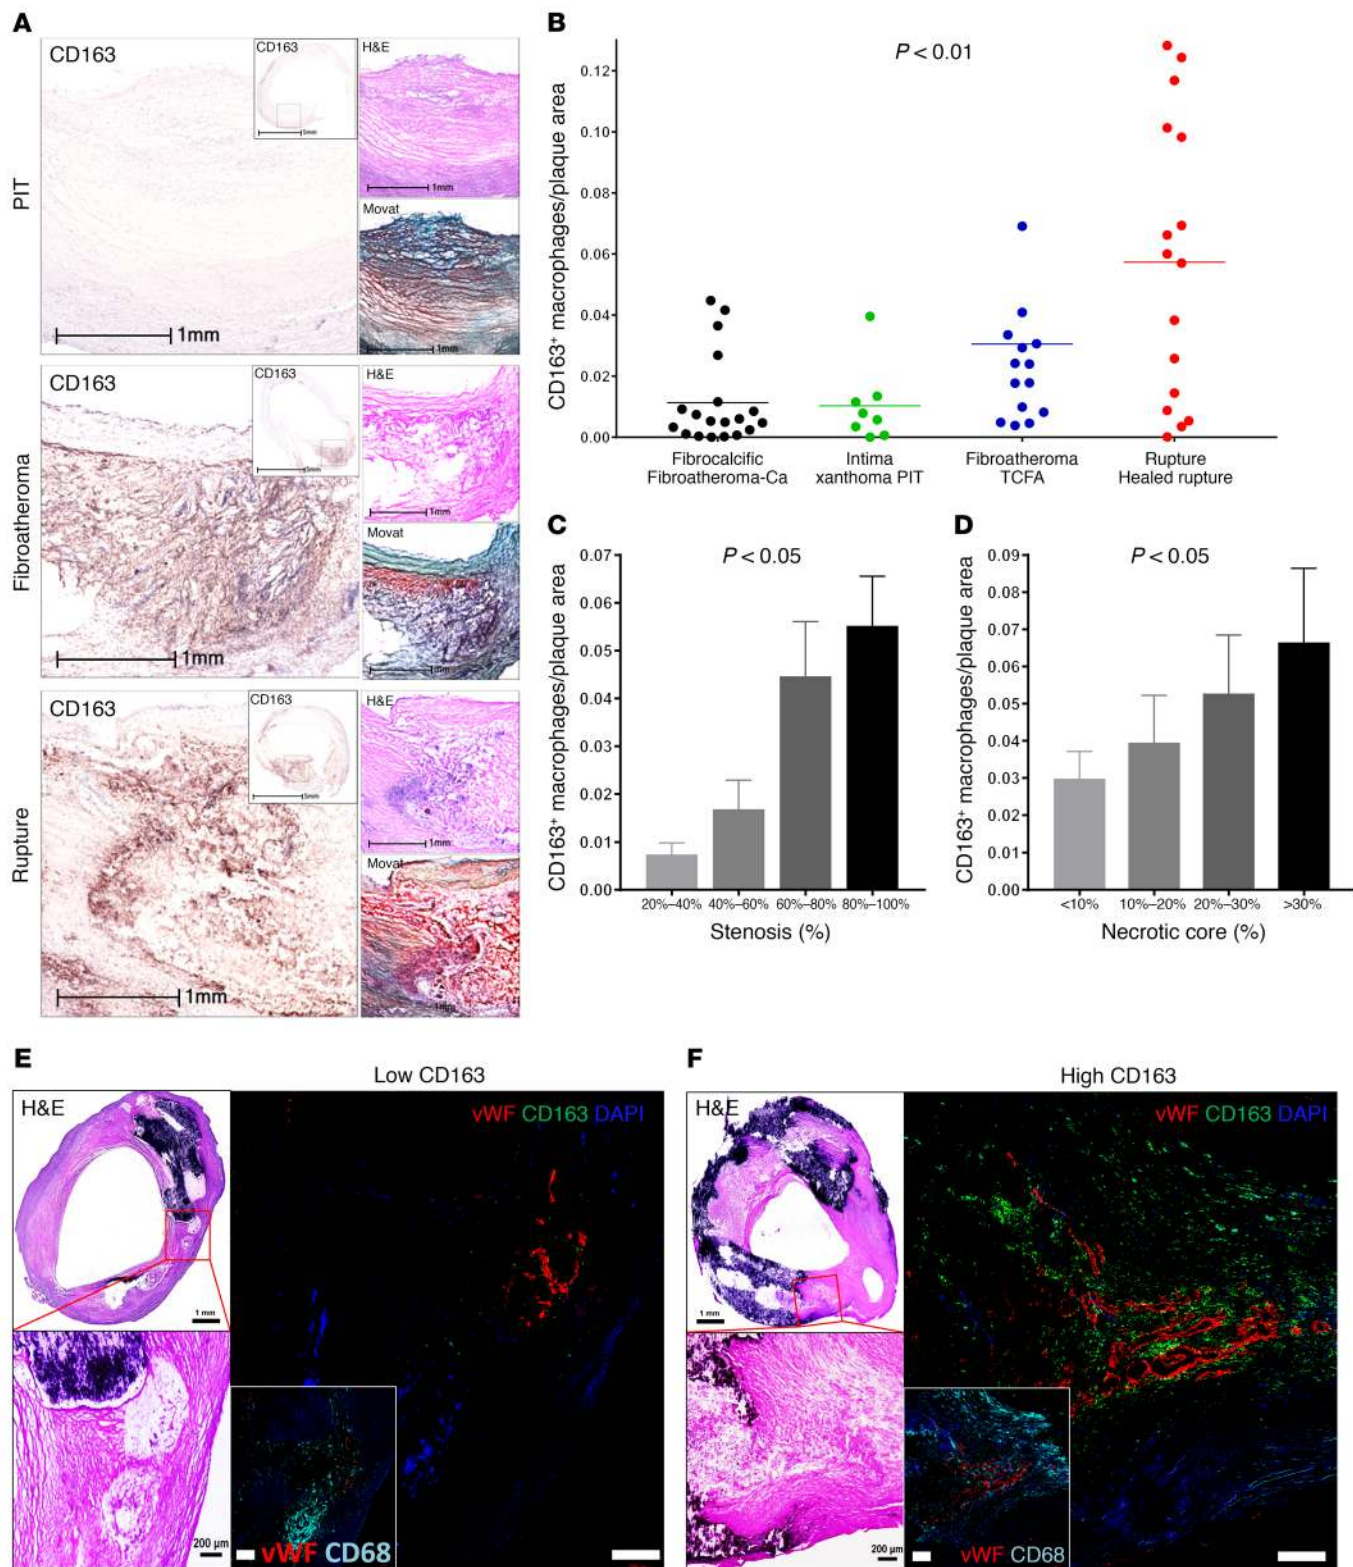 A
PIT
CD163
CD163
5mm
1mm
H&E
1mm
Movat
1mm
Fibroatheroma
CD163
CD163
5mm
1mm
H&E
1mm
Movat
Rupture
CD163
CD163
5mm
1mm
H&E
1mm
Movat
1mm
B
P < 0.01
CD163+ macrophages/plaque area
0.12
0.10
0.08
0.06
0.04
0.02
0.00
Fibrocalcific
Fibroatheroma-Ca
Intima
xanthoma PIT
Fibroatheroma
TCFA
Rupture
Healed rupture
C
P < 0.05
CD163+ macrophages/plaque area
0.07
0.06
0.05
0.04
0.03
0.02
0.01
0.00
20%–40% 40%–60% 60%–80% 80%–100%
Stenosis (%)
D
P < 0.05
CD163+ macrophages/plaque area
0.09
0.08
0.07
0.06
0.05
0.04
0.03
0.02
0.01
0.00
<10% 10%–20% 20%–30% >30%
Necrotic core (%)
E
Low CD163
H&E
1 mm
200 µm
vWF CD163 DAPI
vWF CD68
F
High CD163
H&E
1 mm
200 µm
vWF CD163 DAPI
vWF CD68